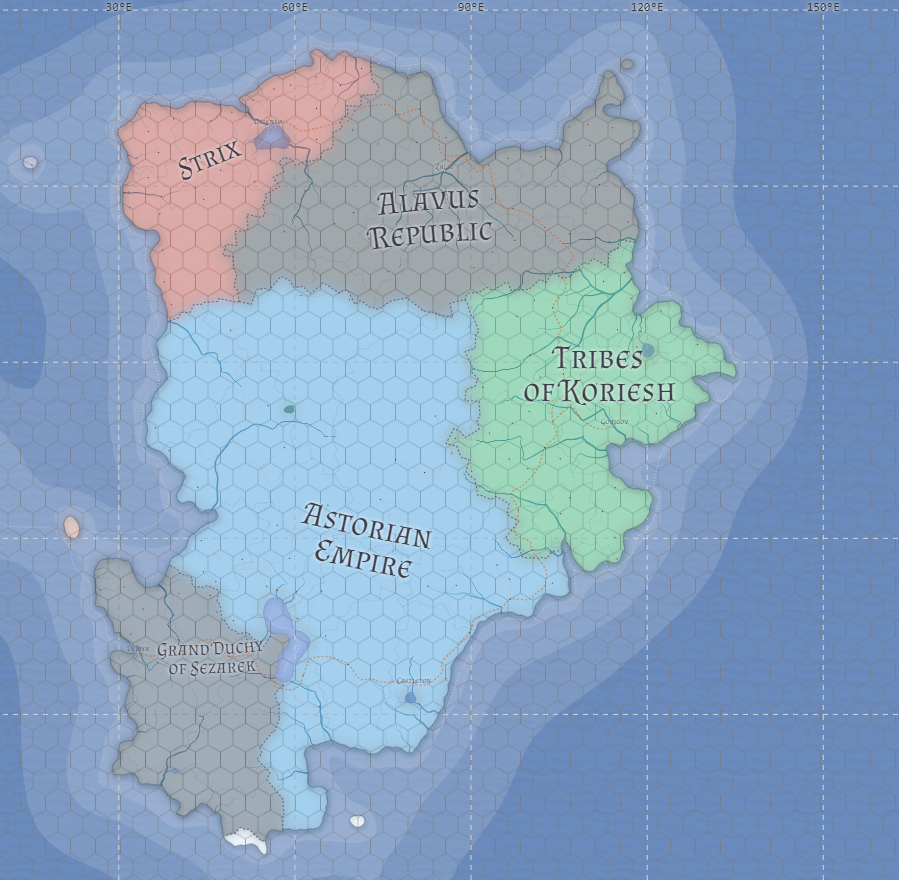 30°E 60°E 90°E 120°E 150°E
STRIX
ALAVUS
REPUBLIC
TRIBES
OF KORIESH
ASTORIAN
EMPIRE
GRAND DUCHY
OF SEZAREK
CASTLETON